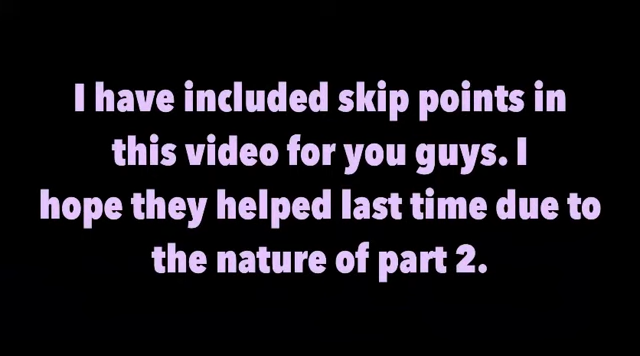 I have included skip points in
this video for you guys. I
hope they helped last time due to
the nature of part 2.